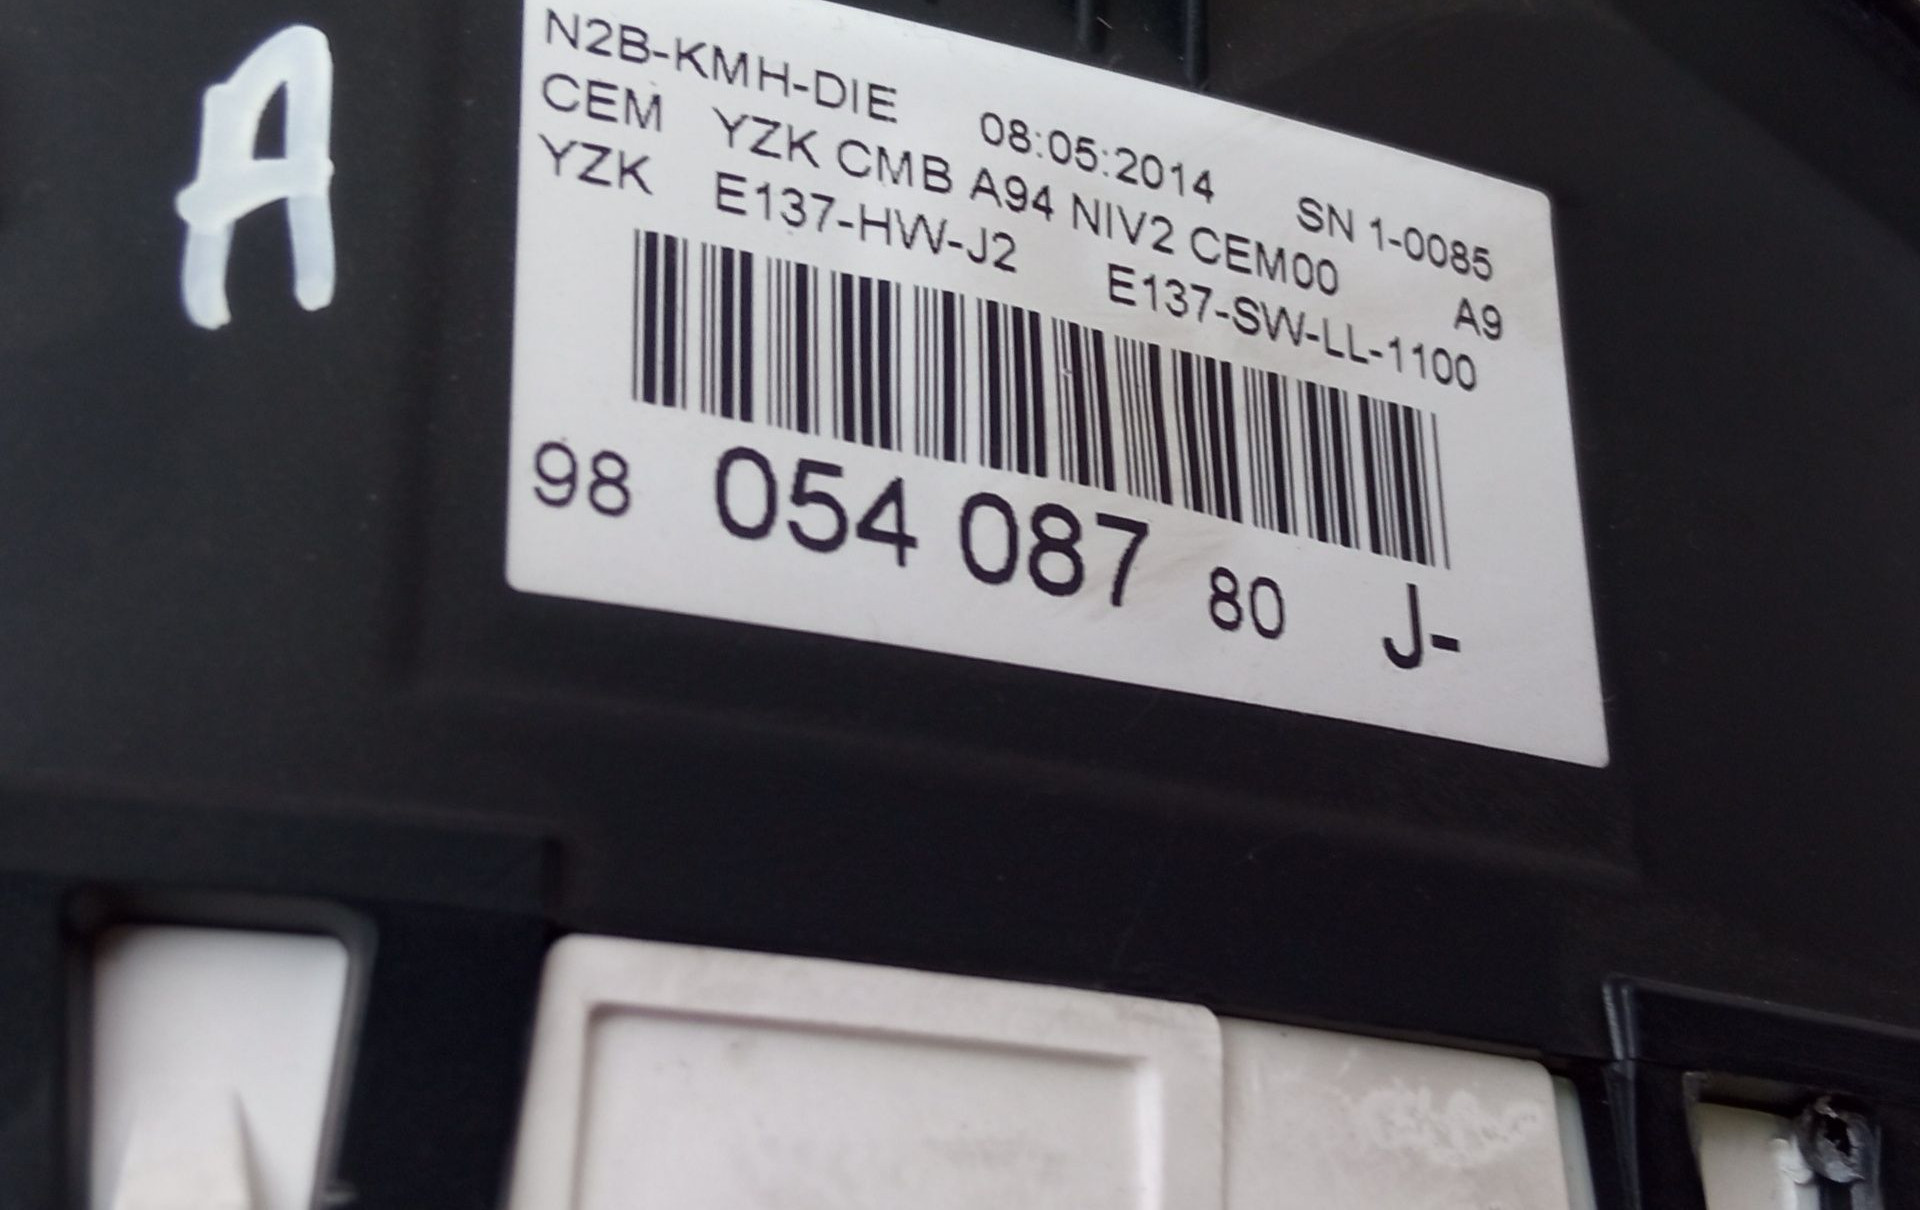 A
N2B-KMH-DIE 08:05:2014 SN 1-0085
CEM YZK CMB A94 NIV2 CEM00 A9
YZK E137-HW-J2 E137-SW-LL-1100
98 054 087 80 J-